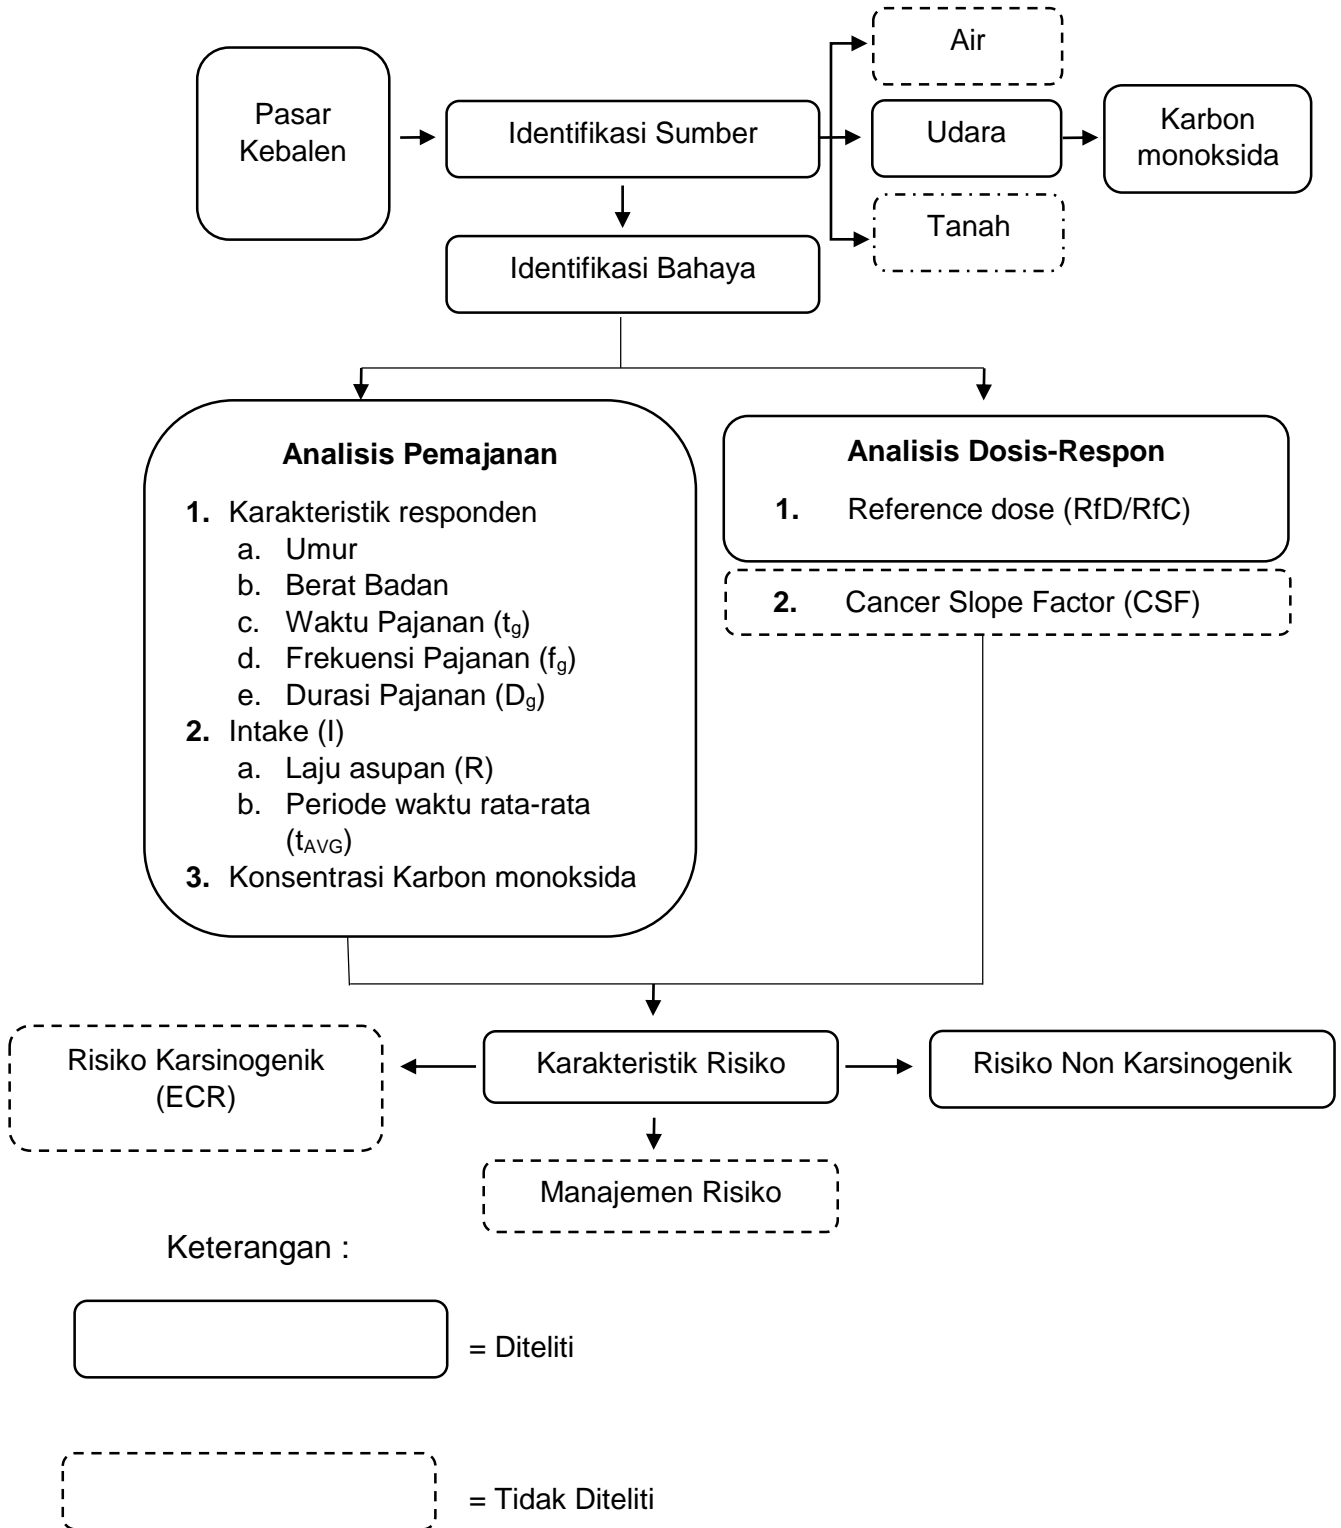 Air
Pasar
Kebalen
Identifikasi Sumber
Udara
Karbon
monoksida
Tanah
Identifikasi Bahaya
Analisis Pemajanan
1. Karakteristik responden
a. Umur
b. Berat Badan
c. Waktu Pajanan (tg)
d. Frekuensi Pajanan (fg)
e. Durasi Pajanan (Dg)
2. Intake (I)
a. Laju asupan (R)
b. Periode waktu rata-rata
(tAVG)
3. Konsentrasi Karbon monoksida
Analisis Dosis-Respon
1. Reference dose (RfD/RfC)
2. Cancer Slope Factor (CSF)
Risiko Karsinogenik
(ECR)
Karakteristik Risiko
Risiko Non Karsinogenik
Manajemen Risiko
Keterangan :
= Diteliti
= Tidak Diteliti